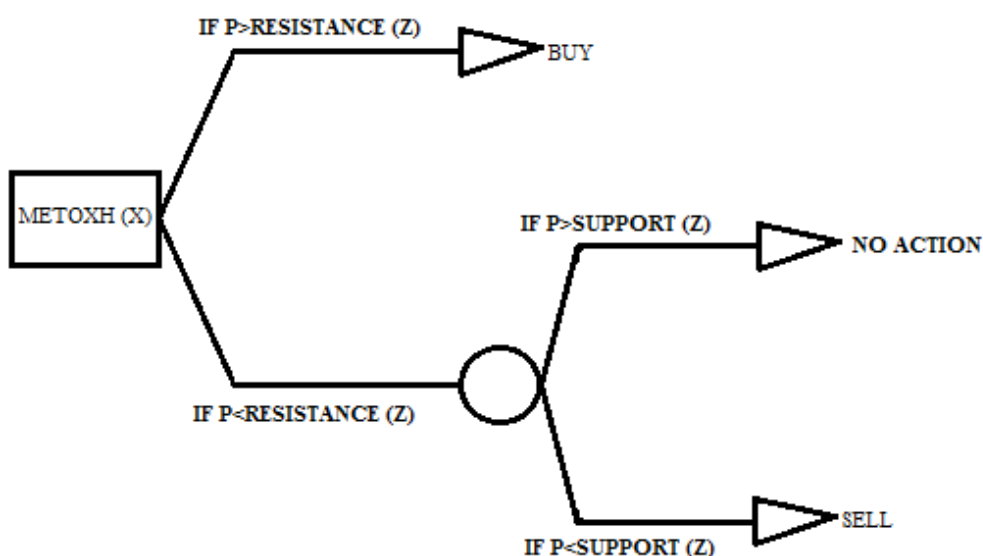 IF P>RESISTANCE (Z)
BUY
METOXH (X)
IF P>SUPPORT (Z)
NO ACTION
IF P<RESISTANCE (Z)
SELL
IF P<SUPPORT (Z)